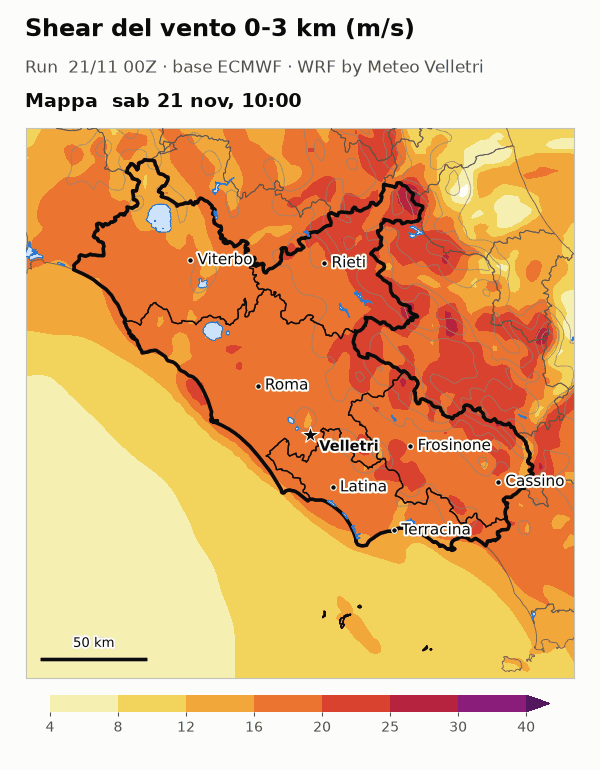 Shear del vento 0-3 km (m/s)
Run 21/11 00Z · base ECMWF · WRF by Meteo Velletri
Mappa sab 21 nov, 10:00
Viterbo
Rieti
Roma
Velletri
Frosinone
Latina
Cassino
Terracina
50 km
4 8 12 16 20 25 30 40